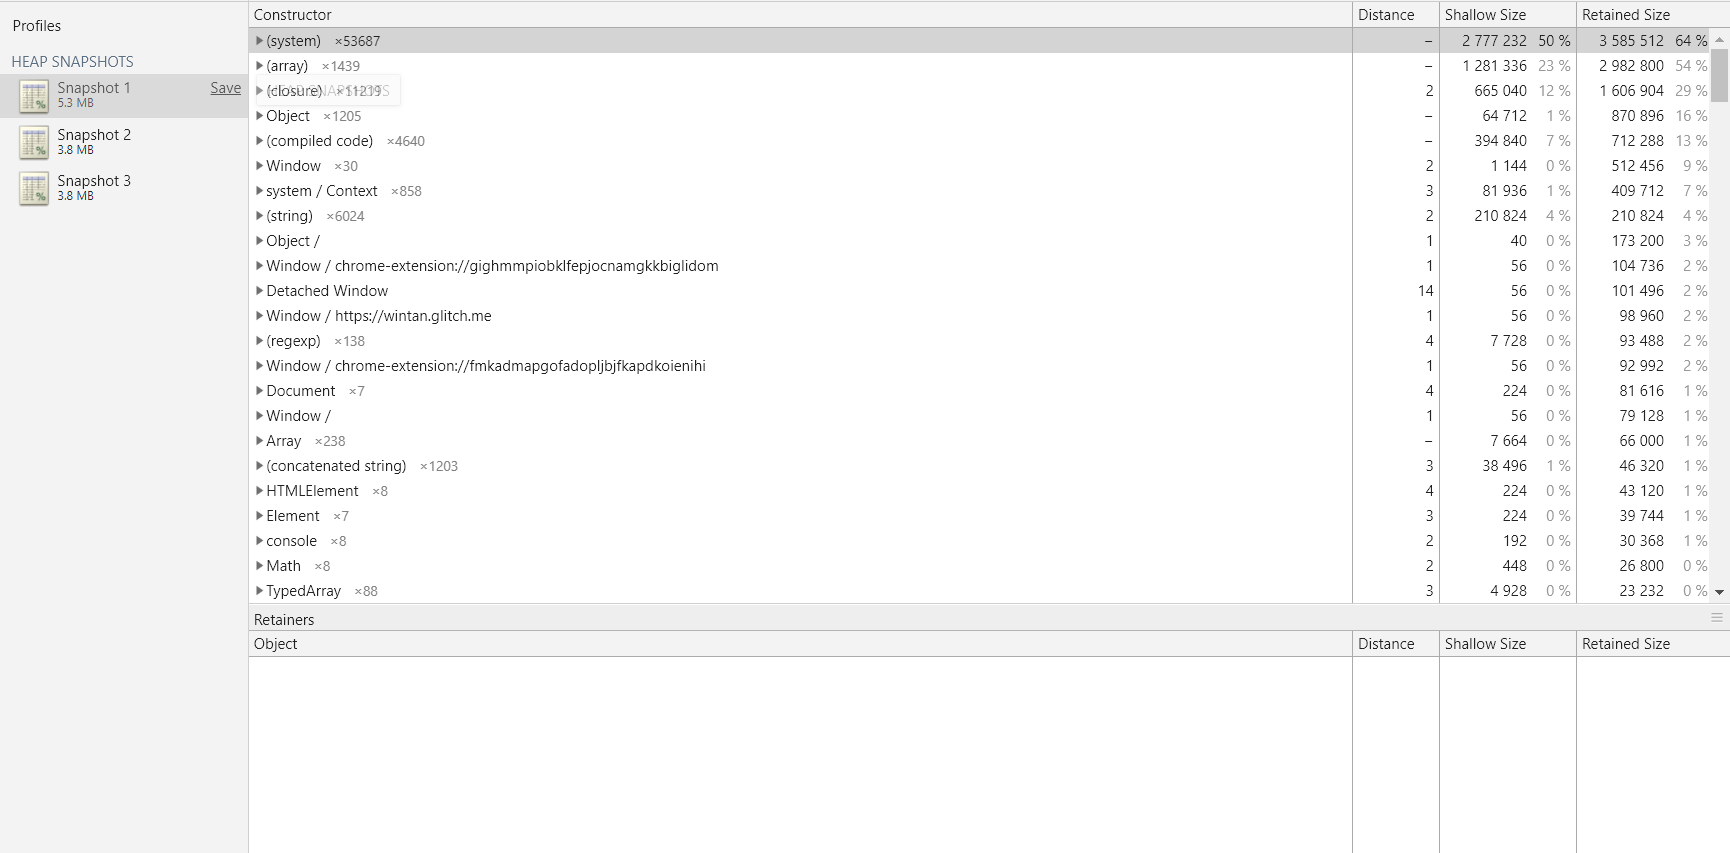 Profiles
HEAP SNAPSHOTS
Snapshot 1 Save
5.3 MB
Snapshot 2
3.8 MB
Snapshot 3
3.8 MB
Constructor Distance Shallow Size Retained Size
(system) ×53687 – 2 777 232 50 % 3 585 512 64 %
(array) ×1439 – 1 281 336 23 % 2 982 800 54 %
(closure) ×11219 2 665 040 12 % 1 606 904 29 %
HEAP SNAPSHOTS
Object ×1205 – 64 712 1 % 870 896 16 %
(compiled code) ×4640 – 394 840 7 % 712 288 13 %
Window ×30 2 1 144 0 % 512 456 9 %
system / Context ×858 3 81 936 1 % 409 712 7 %
(string) ×6024 2 210 824 4 % 210 824 4 %
Object / 1 40 0 % 173 200 3 %
Window / chrome-extension://gighmmpiobklfepjocnamgkkbiglidom 1 56 0 % 104 736 2 %
Detached Window 14 56 0 % 101 496 2 %
Window / https://wintan.glitch.me 1 56 0 % 98 960 2 %
(regexp) ×138 4 7 728 0 % 93 488 2 %
Window / chrome-extension://fmkadmapgofadopljbjfkapdkoienihi 1 56 0 % 92 992 2 %
Document ×7 4 224 0 % 81 616 1 %
Window / 1 56 0 % 79 128 1 %
Array ×238 – 7 664 0 % 66 000 1 %
(concatenated string) ×1203 3 38 496 1 % 46 320 1 %
HTMLElement ×8 4 224 0 % 43 120 1 %
Element ×7 3 224 0 % 39 744 1 %
console ×8 2 192 0 % 30 368 1 %
Math ×8 2 448 0 % 26 800 0 %
TypedArray ×88 3 4 928 0 % 23 232 0 %
Retainers
Object Distance Shallow Size Retained Size